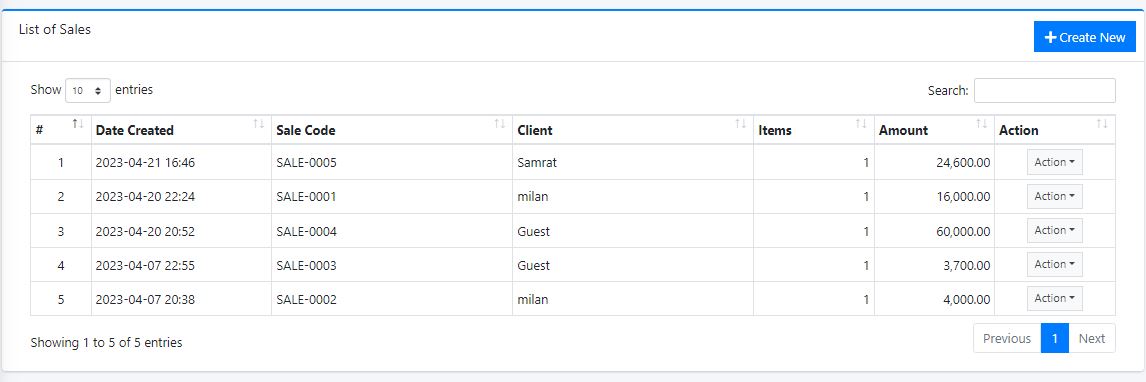 List of Sales
Create New
Show 10 entries Search:
# Date Created Sale Code Client Items Amount Action
1 2023-04-21 16:46 SALE-0005 Samrat 1 24,600.00 Action
2 2023-04-20 22:24 SALE-0001 milan 1 16,000.00 Action
3 2023-04-20 20:52 SALE-0004 Guest 1 60,000.00 Action
4 2023-04-07 22:55 SALE-0003 Guest 1 3,700.00 Action
5 2023-04-07 20:38 SALE-0002 milan 1 4,000.00 Action
Showing 1 to 5 of 5 entries Previous 1 Next